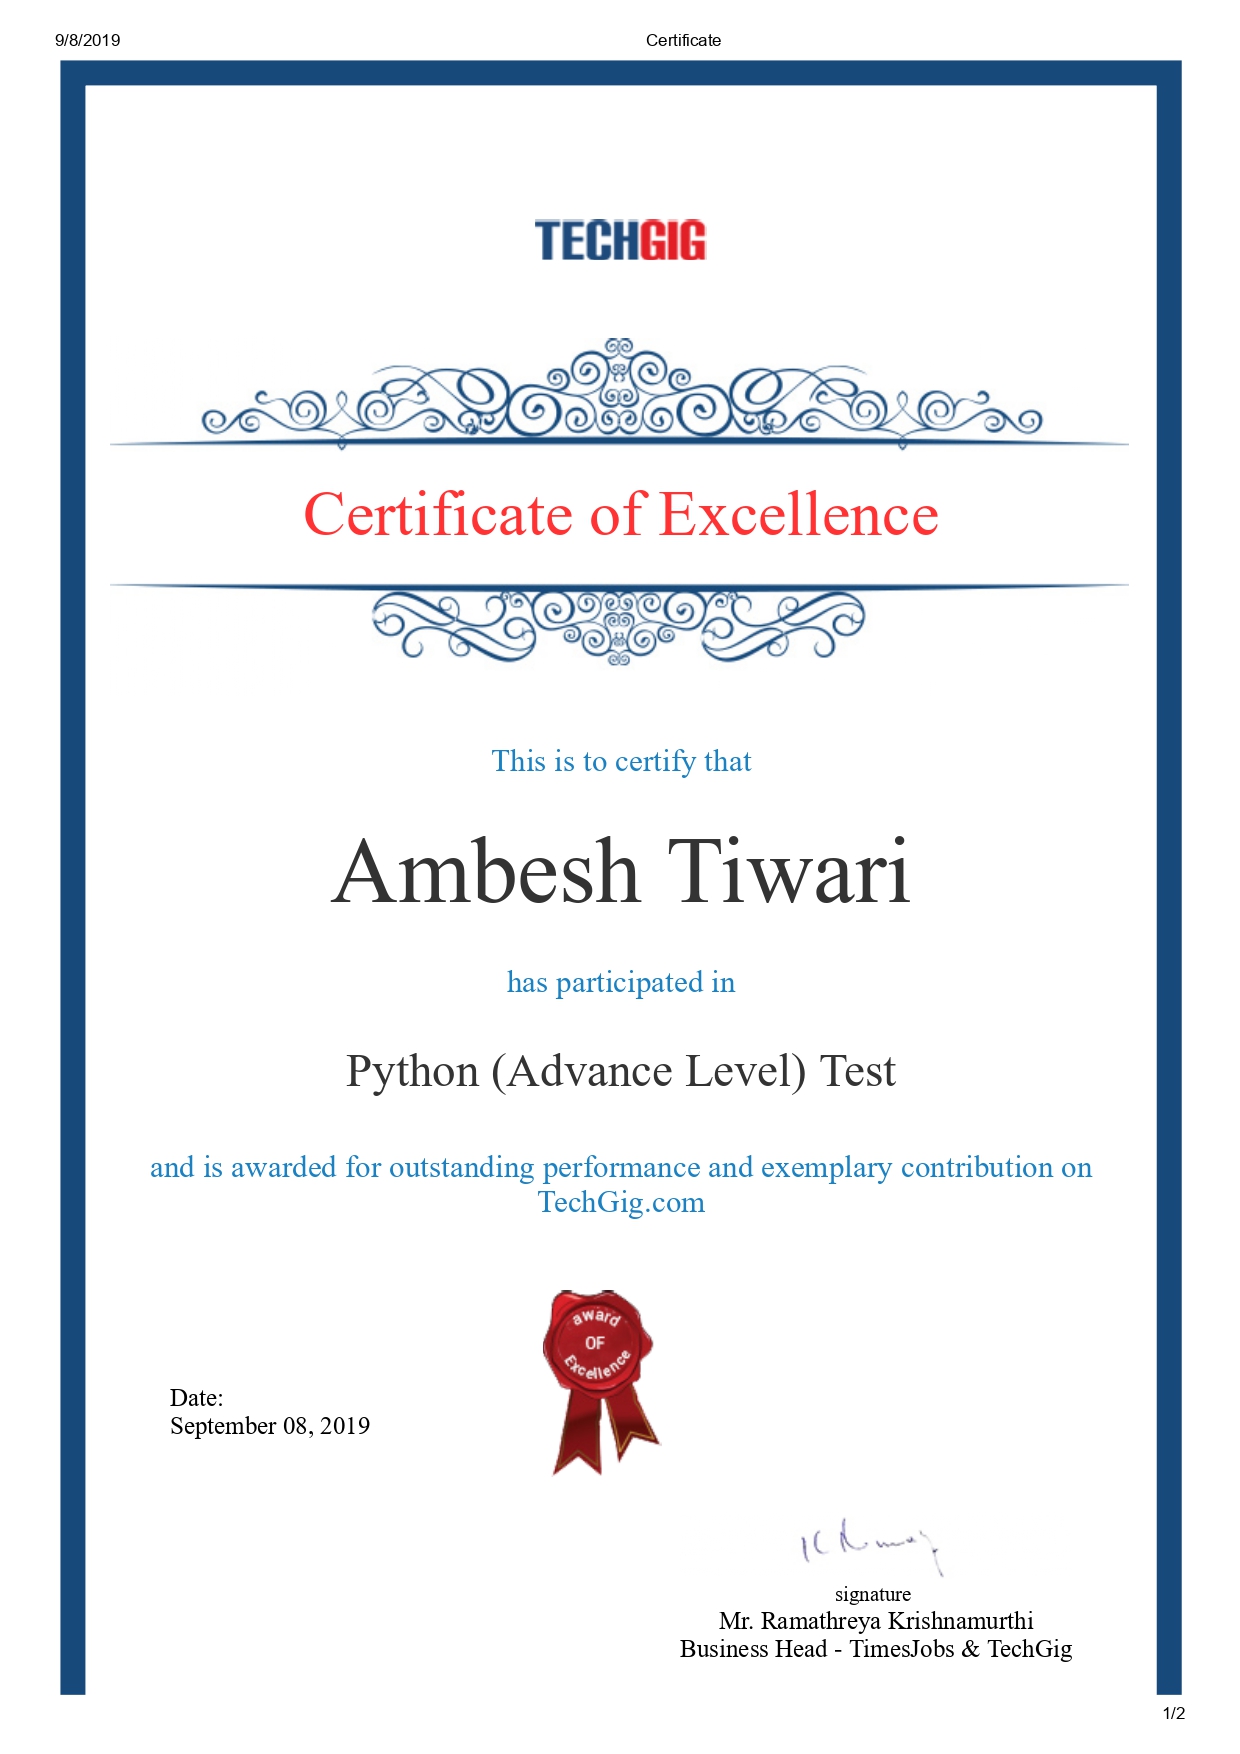 9/8/2019 Certificate
TECHGIG
Certificate of Excellence
This is to certify that
Ambesh Tiwari
has participated in
Python (Advance Level) Test
and is awarded for outstanding performance and exemplary contribution on
TechGig.com
award
OF
Excellence
Date:
September 08, 2019
signature
Mr. Ramathreya Krishnamurthi
Business Head - TimesJobs & TechGig
1/2